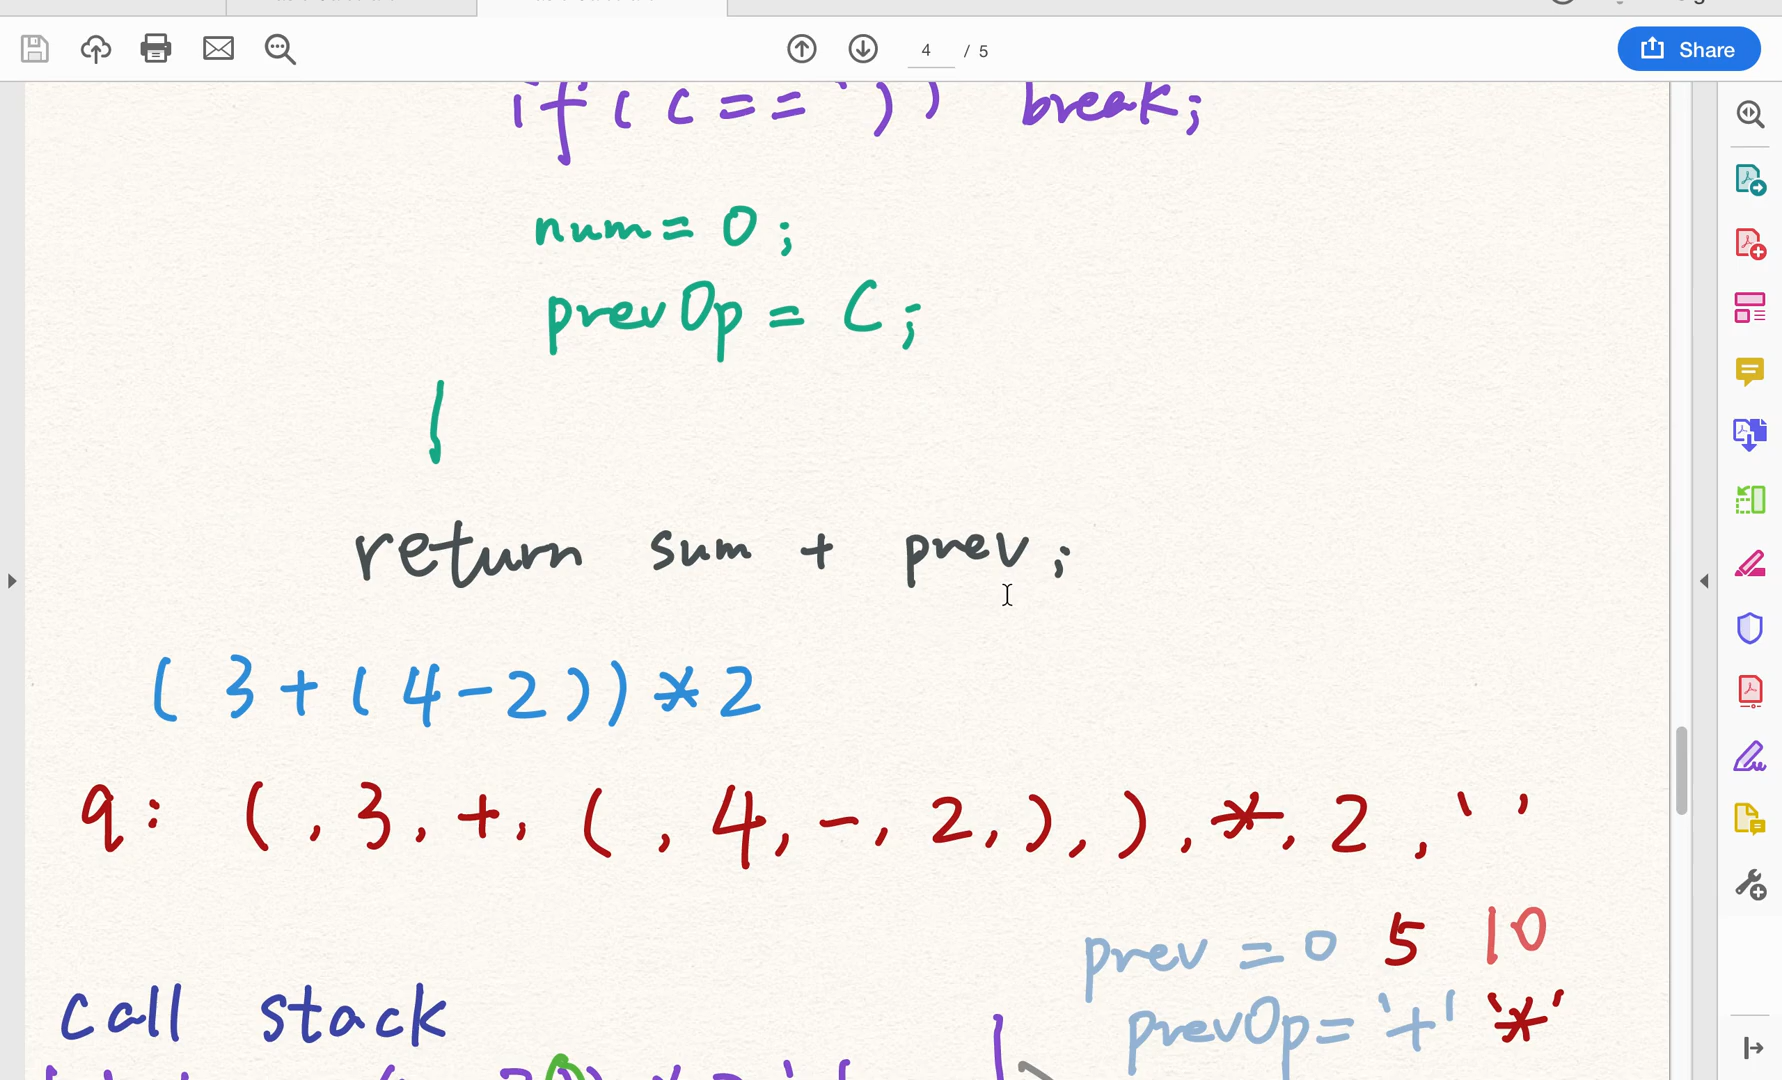 4 / 5
Share
if ( c == ')' ) break;
num = 0 ;
prevOp = C ;
return sum + prev ;
( 3 + ( 4 - 2 ) ) * 2
q : ( , 3 , + , ( , 4 , - , 2 , ) , ) , * , 2 , ' '
prev = 0 5 10
call stack
prevOp = '+' '*'